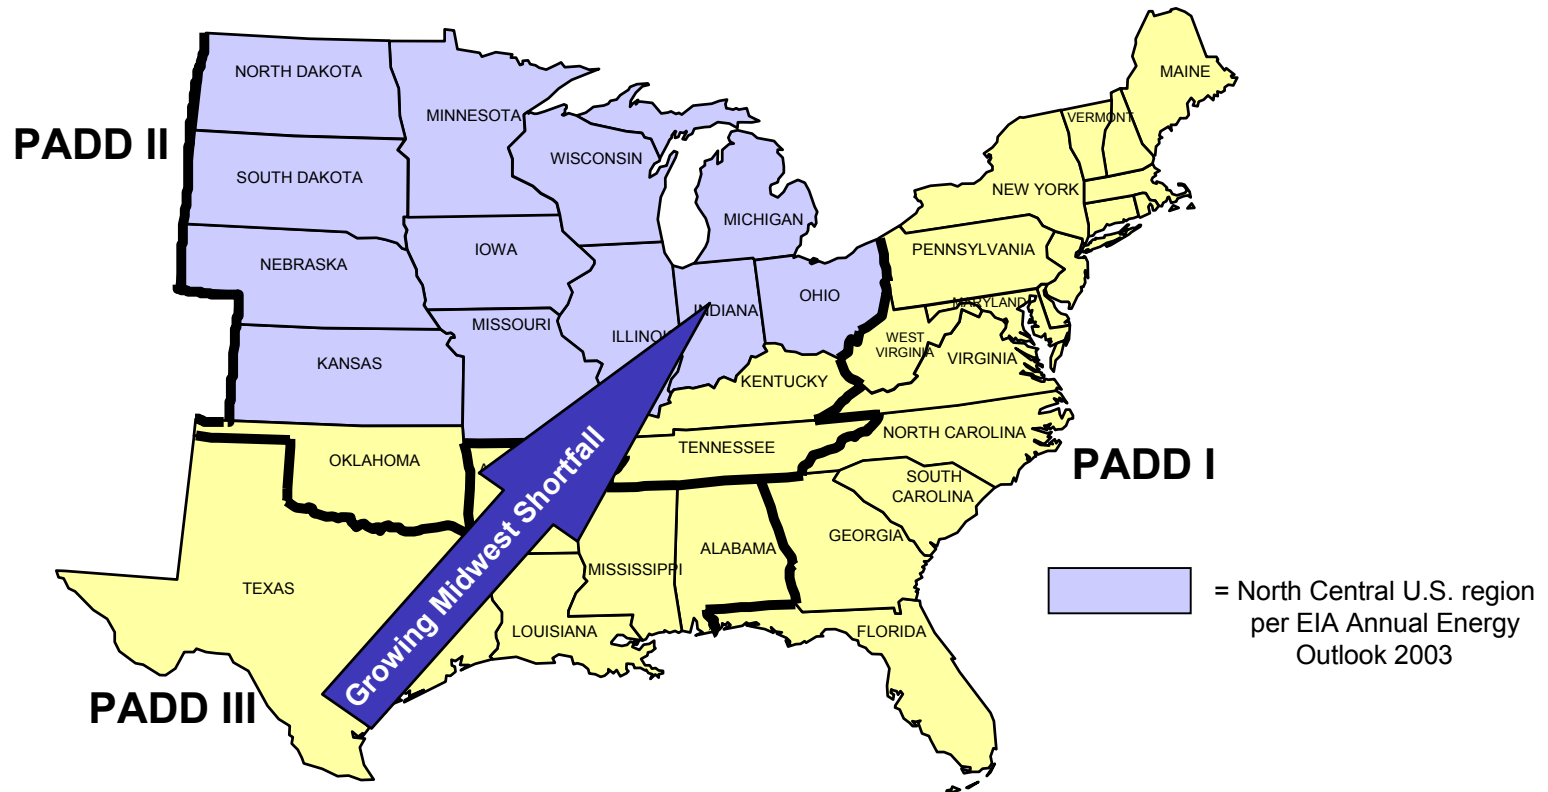 NORTH DAKOTA
MINNESOTA
MAINE
PADD II
VERMONT
WISCONSIN
SOUTH DAKOTA
NEW YORK
MICHIGAN
IOWA
PENNSYLVANIA
NEBRASKA
OHIO
MARYLAND
INDIANA
MISSOURI
WEST
VIRGINIA
VIRGINIA
KANSAS
KENTUCKY
NORTH CAROLINA
TENNESSEE
OKLAHOMA
PADD I
SOUTH
CAROLINA
GEORGIA
ALABAMA
Growing Midwest Shortfall
MISSISSIPPI
TEXAS
= North Central U.S. region
per EIA Annual Energy
Outlook 2003
LOUISIANA
FLORIDA
PADD III